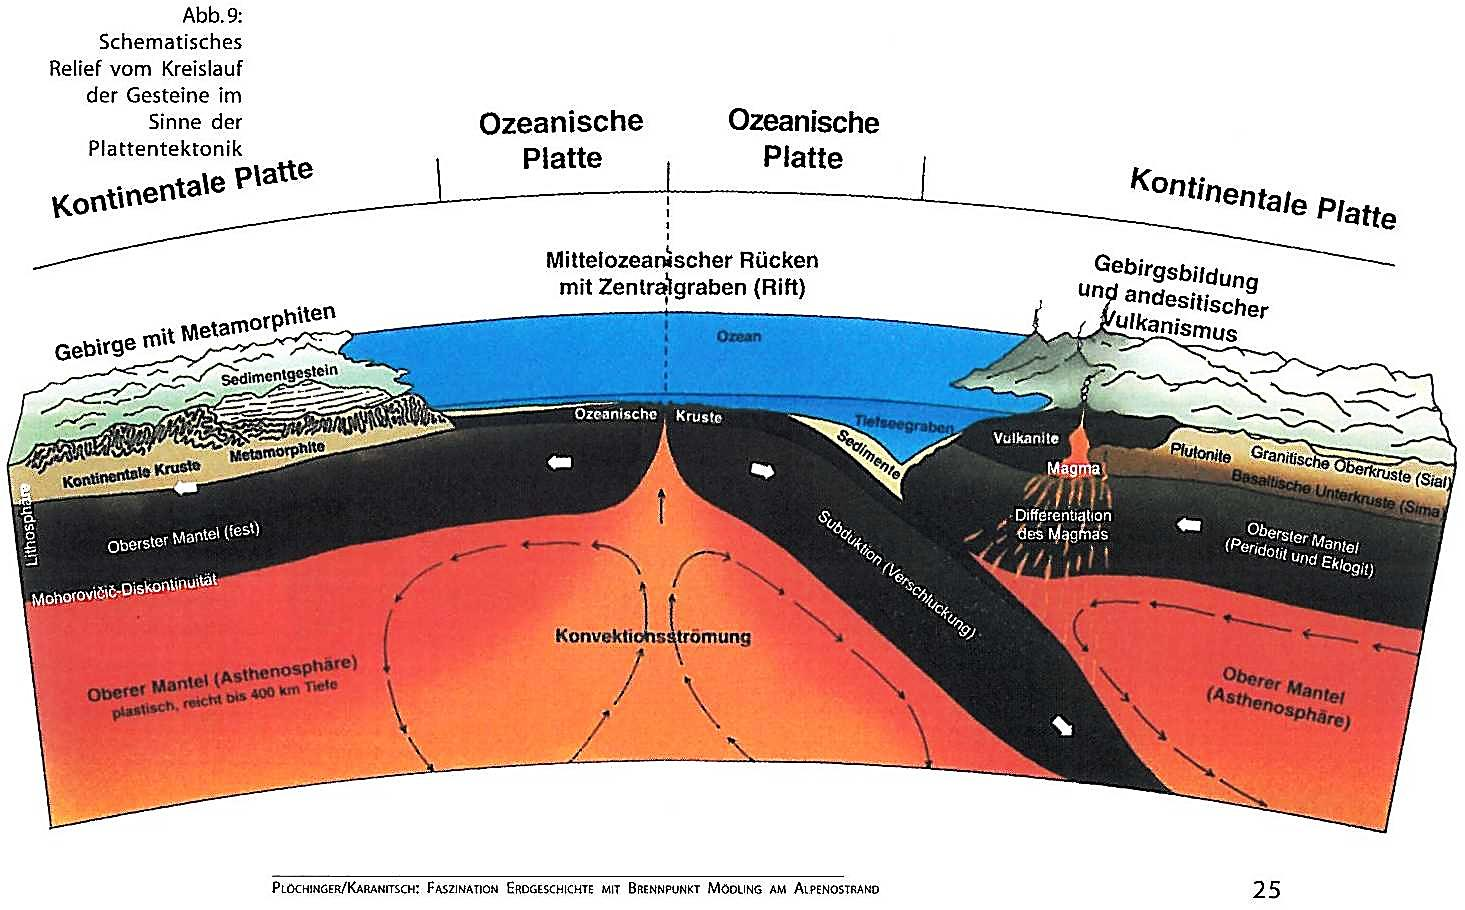 Abb. 9:
Schematisches
Relief vom Kreislauf
der Gesteine im
Sinne der
Plattentektonik
Kontinentale Platte
Ozeanische
Platte
Ozeanische
Platte
Kontinentale Platte
Mittelozeanischer Rücken
mit Zentralgraben (Rift)
Gebirgsbildung
und andesitischer
Vulkanismus
Gebirge mit Metamorphiten
Ozean
Sedimentgestein
Ozeanische Kruste
Tiefseegraben
Sedimente
Vulkanite
Magma
Plutonite
Granitische Oberkruste (Sial)
Basaltische Unterkruste (Sima)
Metamorphite
Kontinentale Kruste
Lithosphäre
Oberster Mantel (fest)
Mohorovičič-Diskontinuität
Subduktion (Verschluckung)
Differentiation
des Magmas
Oberster Mantel
(Peridotit und Eklogit)
Konvektionsströmung
Oberer Mantel (Asthenosphäre)
plastisch, reicht bis 400 km Tiefe
Oberer Mantel
(Asthenosphäre)
Plöchinger/Karanitsch: Faszination Erdgeschichte mit Brennpunkt Mödling am Alpenostrand
25